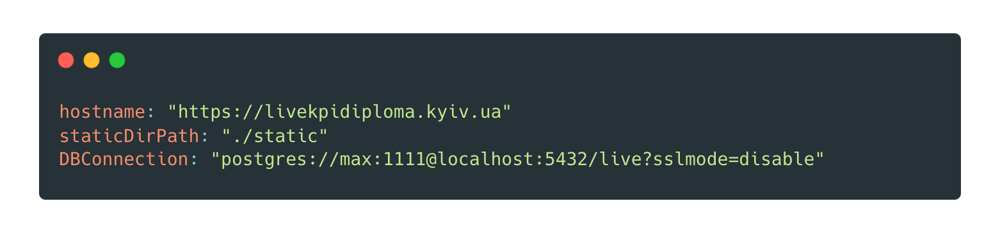 hostname: "https://livekpidiploma.kyiv.ua"
staticDirPath: "./static"
DBConnection: "postgres://max:1111@localhost:5432/live?sslmode=disable"